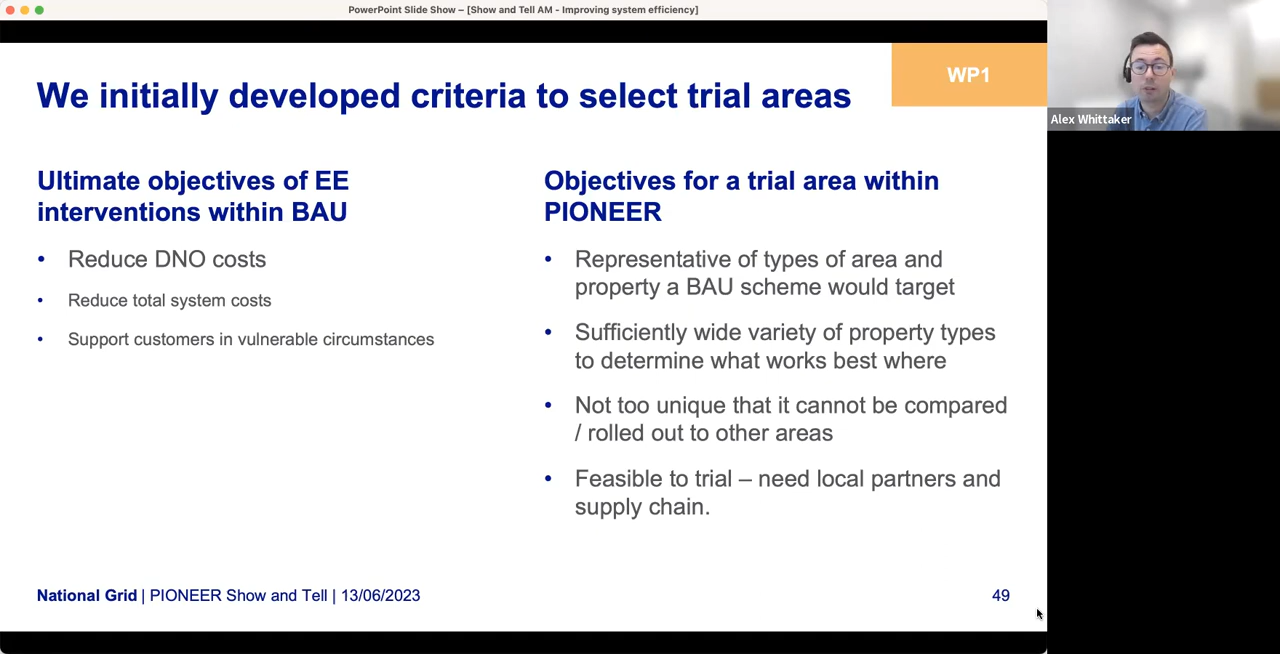 PowerPoint Slide Show – [Show and Tell AM - Improving system efficiency]
We initially developed criteria to select trial areas
WP1
Alex Whittaker
Ultimate objectives of EE
interventions within BAU
• Reduce DNO costs
• Reduce total system costs
• Support customers in vulnerable circumstances
Objectives for a trial area within
PIONEER
• Representative of types of area and
property a BAU scheme would target
• Sufficiently wide variety of property types
to determine what works best where
• Not too unique that it cannot be compared
/ rolled out to other areas
• Feasible to trial – need local partners and
supply chain.
National Grid | PIONEER Show and Tell | 13/06/2023
49